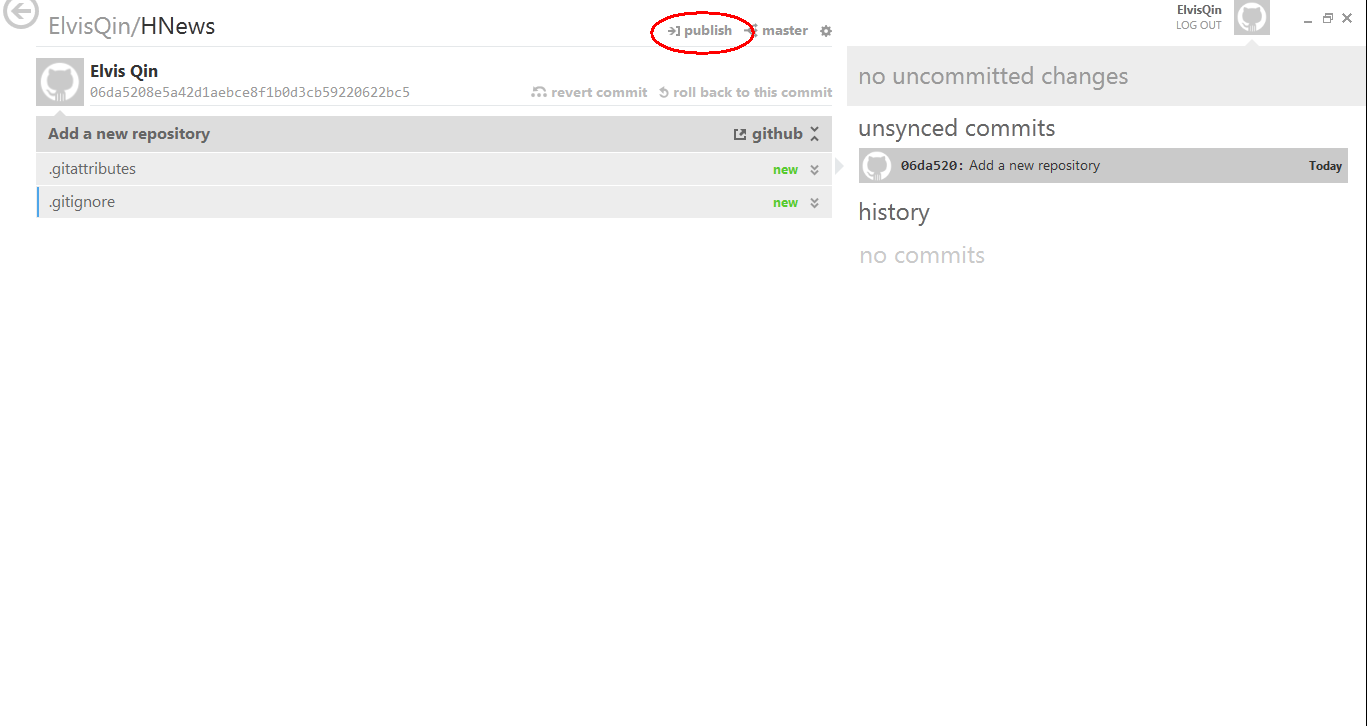 ElvisQin/HNews
publish
master
ElvisQin
LOG OUT
Elvis Qin
06da5208e5a42d1aebce8f1b0d3cb59220622bc5
revert commit
roll back to this commit
Add a new repository
github
.gitattributes
new
.gitignore
new
no uncommitted changes
unsynced commits
06da520: Add a new repository
Today
history
no commits